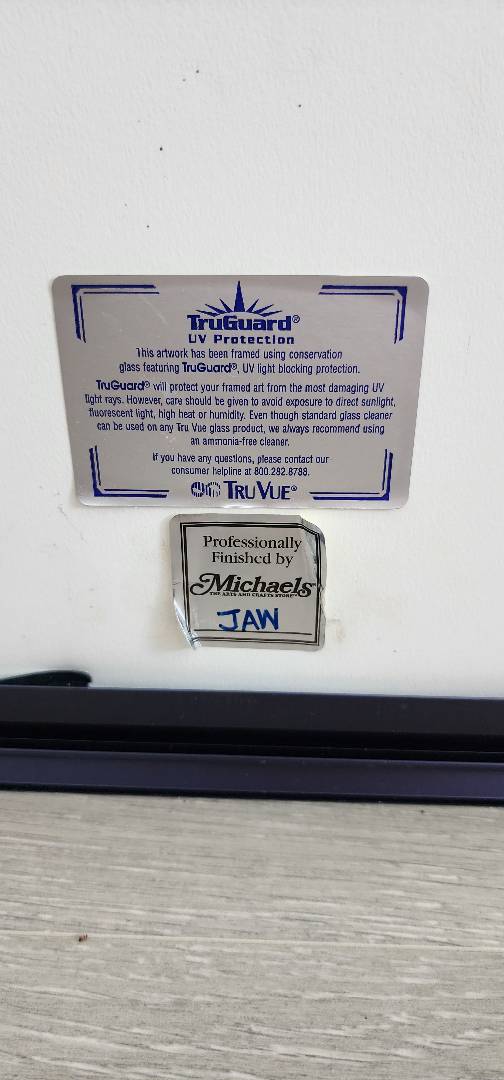 TruGuard®
UV Protection
This artwork has been framed using conservation
glass featuring TruGuard®, UV light blocking protection.
TruGuard® will protect your framed art from the most damaging UV
light rays. However, care should be given to avoid exposure to direct sunlight,
fluorescent light, high heat or humidity. Even though standard glass cleaner
can be used on any Tru Vue glass product, we always recommend using
an ammonia-free cleaner.
If you have any questions, please contact our
consumer helpline at 800.282.8788.
TRU VUE®
Professionally
Finished by
Michaels
THE ARTS AND CRAFTS STORE™
JAW